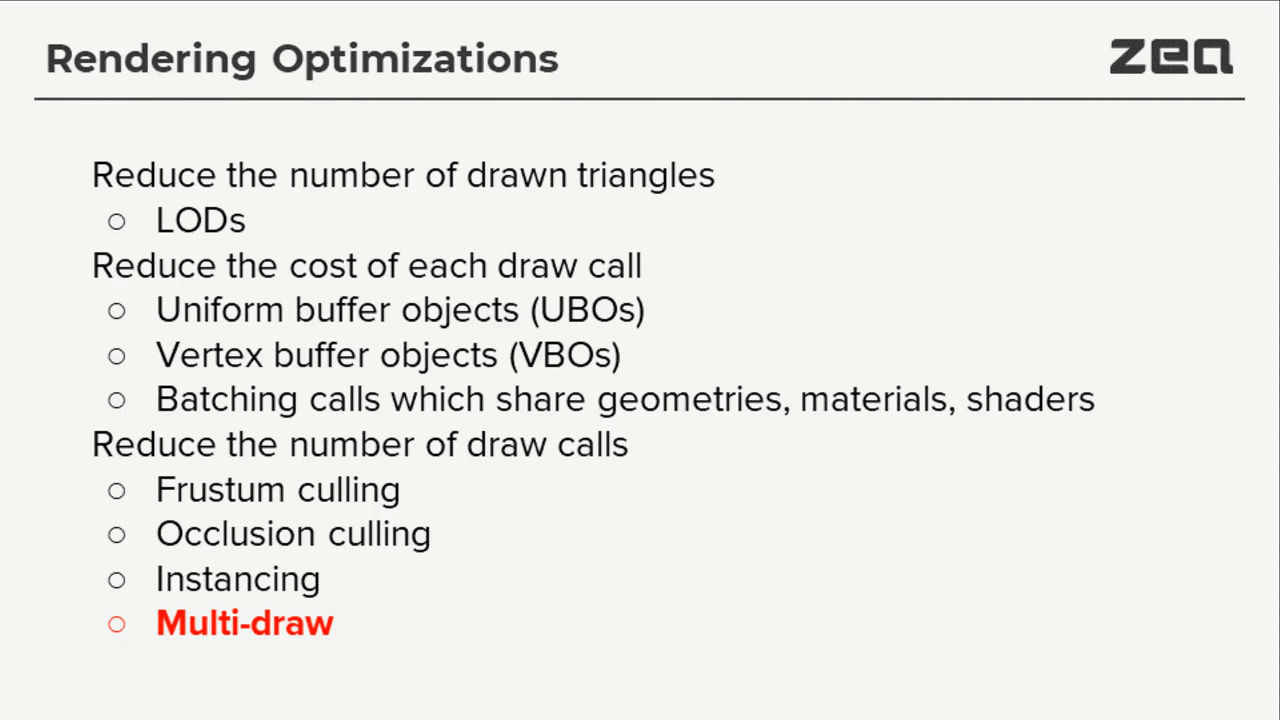 Rendering Optimizations
zea
Reduce the number of drawn triangles
○ LODs
Reduce the cost of each draw call
○ Uniform buffer objects (UBOs)
○ Vertex buffer objects (VBOs)
○ Batching calls which share geometries, materials, shaders
Reduce the number of draw calls
○ Frustum culling
○ Occlusion culling
○ Instancing
○ Multi-draw